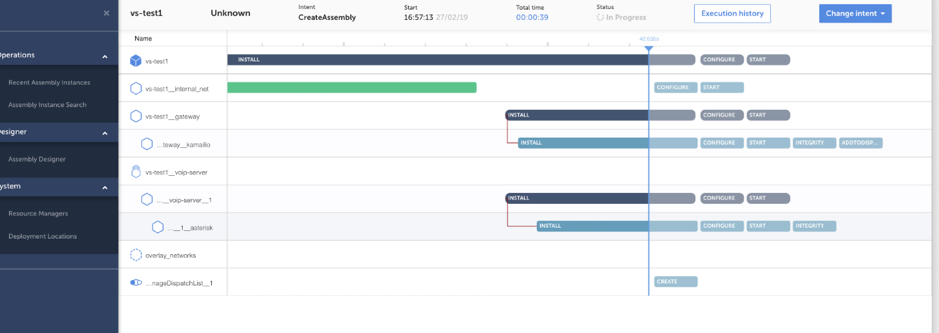 vs-test1
Unknown
Intent
CreateAssembly
Start
16:57:13 27/02/19
Total time
00:00:39
Status
In Progress
Execution history
Change intent
×
Operations
Recent Assembly Instances
Assembly Instance Search
Designer
Assembly Designer
System
Resource Managers
Deployment Locations
Name
vs-test1
INSTALL
CONFIGURE
START
vs-test1__internal_net
CONFIGURE
START
vs-test1__gateway
INSTALL
CONFIGURE
START
...teway__kamailio
INSTALL
CONFIGURE
START
INTEGRITY
ADDTODISP...
vs-test1__voip-server
...__voip-server__1
INSTALL
CONFIGURE
START
...__1__asterisk
INSTALL
CONFIGURE
START
INTEGRITY
overlay_networks
...nageDispatchList__1
CREATE